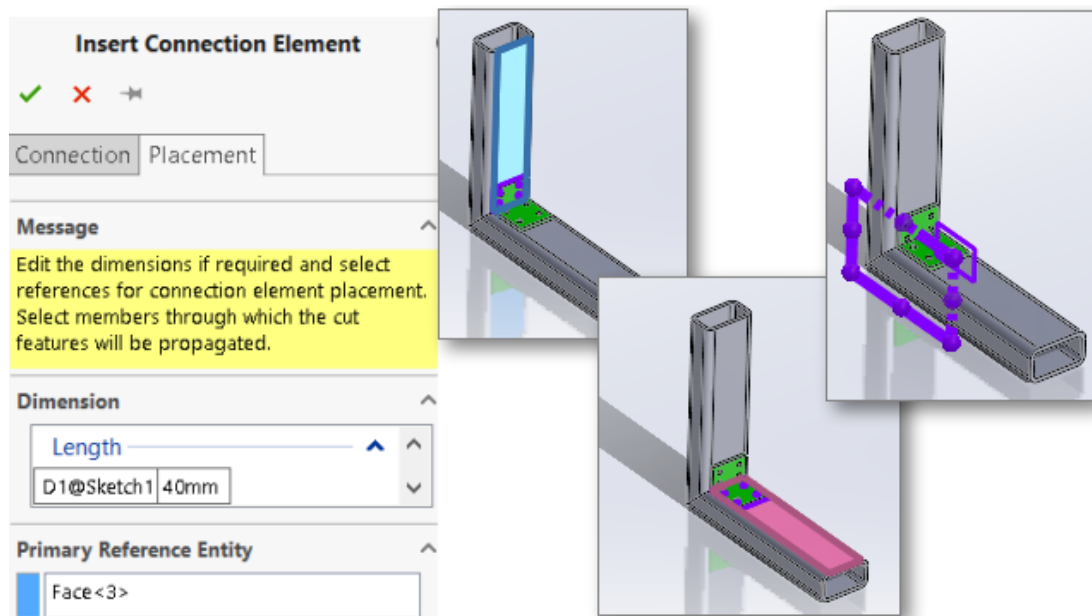 Insert Connection Element
Connection
Placement
Message
Edit the dimensions if required and select
references for connection element placement.
Select members through which the cut
features will be propagated.
Dimension
Length
D1@Sketch1 40mm
Primary Reference Entity
Face<3>